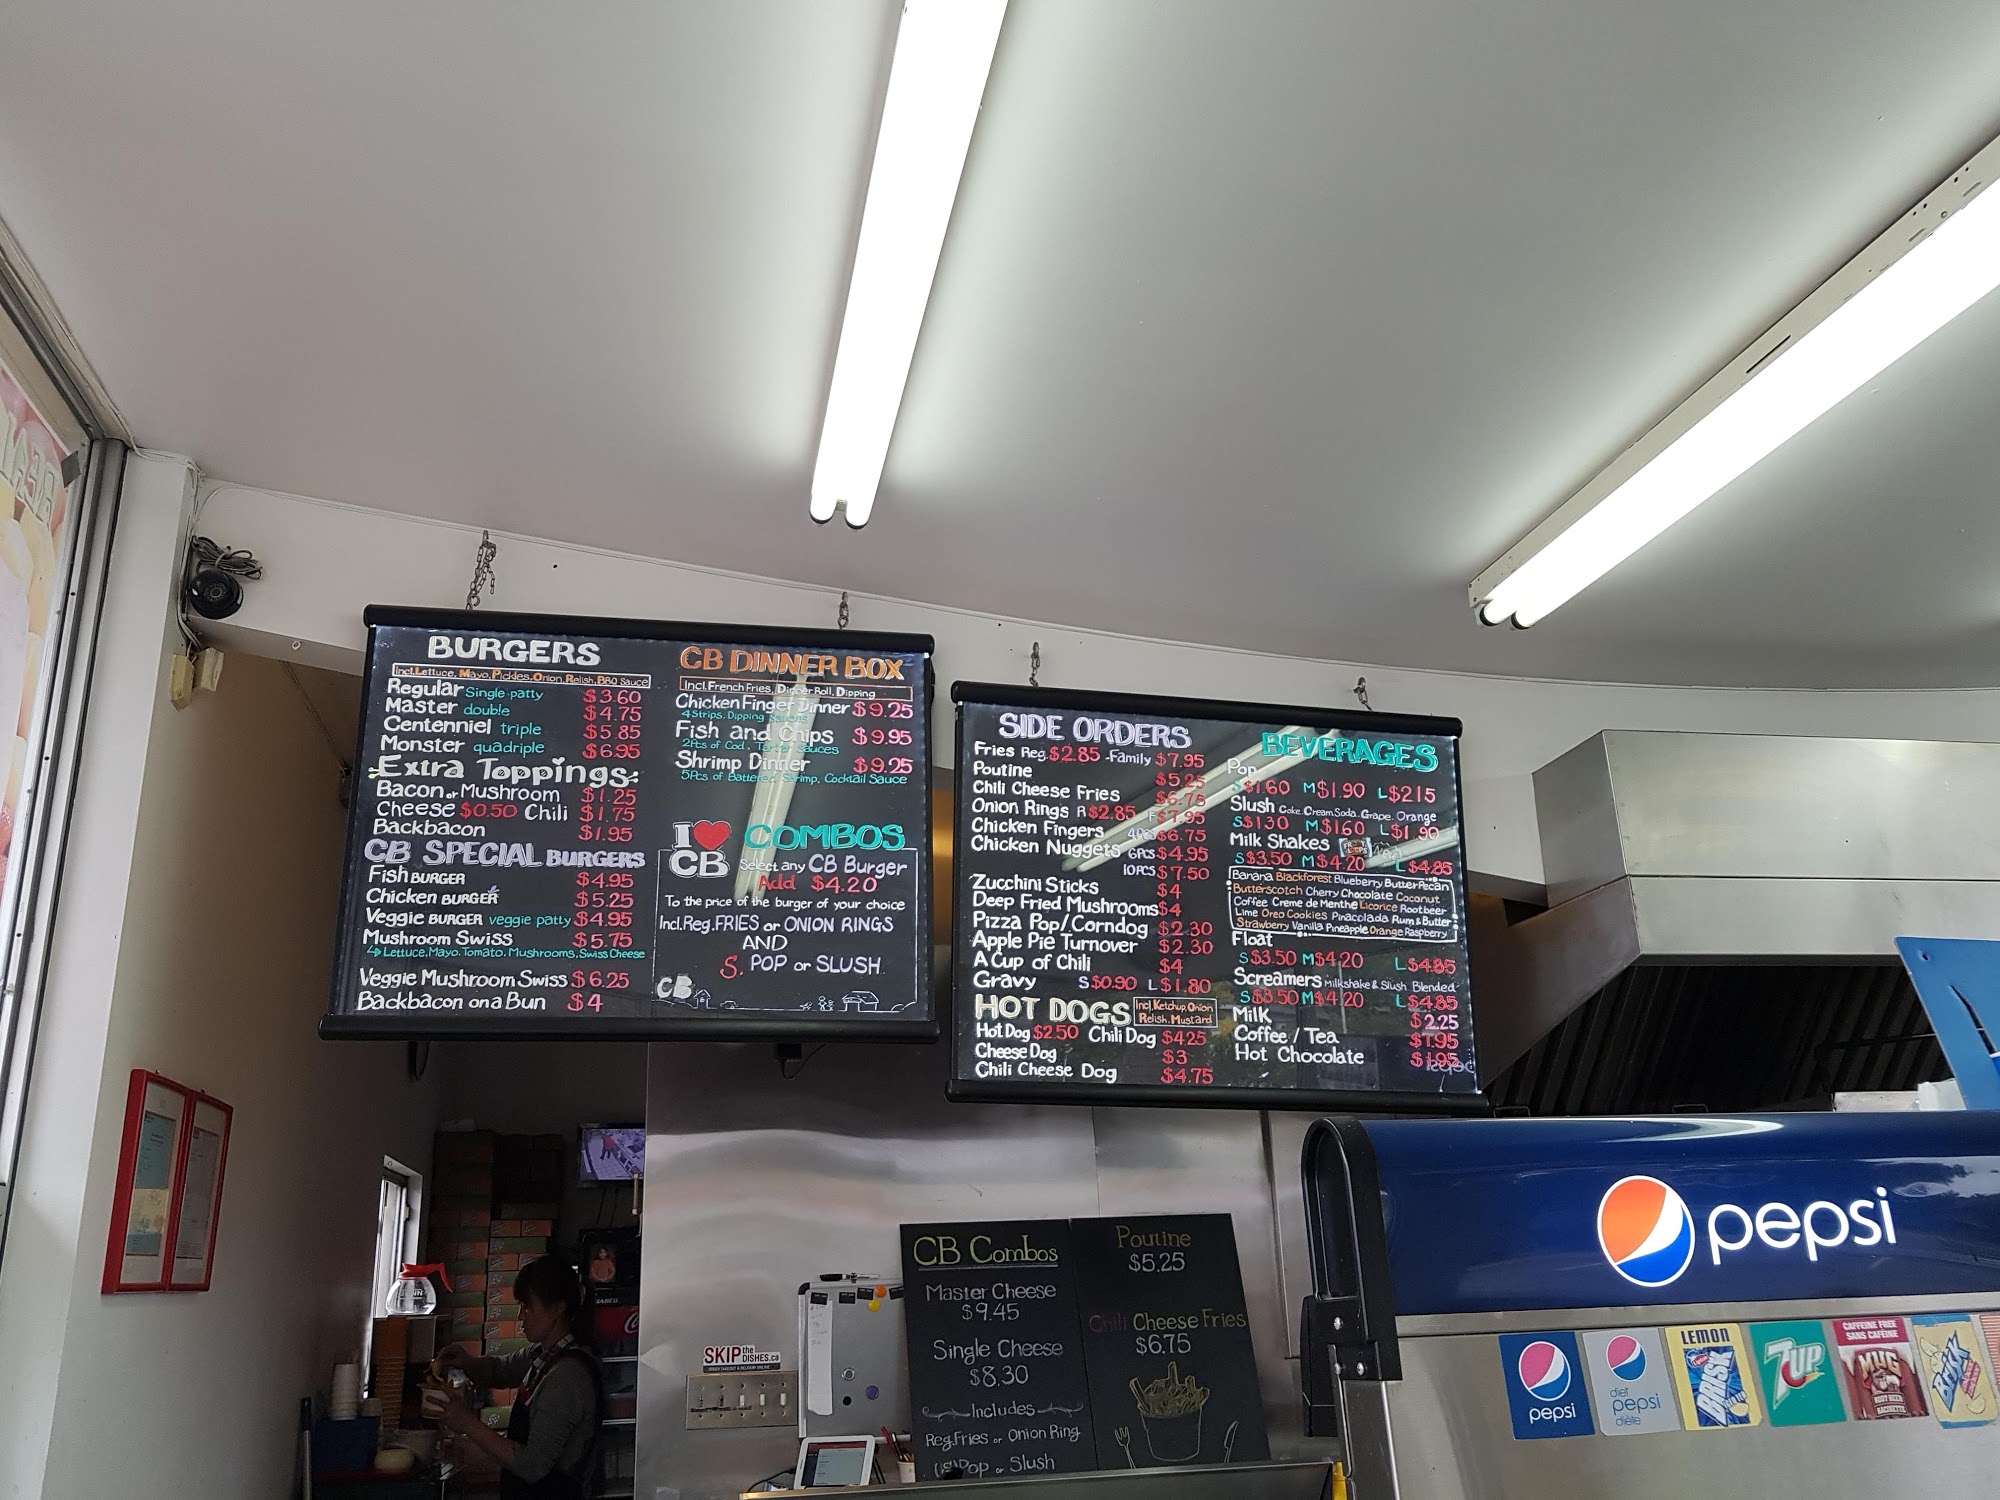 BURGERS
Incl. Lettuce, Mayo, Pickles, Onion, Relish, BBQ Sauce
Regular Single patty $3.60
Master double $4.75
Centenniel triple $5.85
Monster quadriple $6.95
Extra Toppings
Bacon or Mushroom $1.25
Cheese $0.50 Chili $1.75
Backbacon $1.95
CB SPECIAL BURGERS
Fish BURGER $4.95
Chicken BURGER $5.25
Veggie BURGER veggie patty $4.95
Mushroom Swiss $5.75
Lettuce, Mayo, Tomato, Mushrooms, Swiss Cheese
Veggie Mushroom Swiss $6.25
Backbacon on a Bun $4
CB DINNER BOX
Incl. French Fries, Dinner Roll, Dipping
Chicken Finger Dinner $9.25
4 Strips, Dipping Sauces
Fish and Chips $9.95
2Pcs of Cod, Tarter Sauces
Shrimp Dinner $9.25
5Pcs of Battered Shrimp, Cocktail Sauce
I CB
COMBOS
Select any CB Burger
Add $4.20
To the price of the burger of your choice
Incl. Reg. FRIES or ONION RINGS
AND
S. POP or SLUSH
CB
SIDE ORDERS
Fries Reg. $2.85 -Family $7.95
Poutine $5.25
Chili Cheese Fries $6.75
Onion Rings R $2.85 F $7.95
Chicken Fingers 4PCS $6.75
Chicken Nuggets 6PCS $4.95
10PCS $7.50
Zucchini Sticks $4
Deep Fried Mushrooms $4
Pizza Pop/Corndog $2.30
Apple Pie Turnover $2.30
A Cup of Chili $4
Gravy S $0.90 L $1.80
HOT DOGS
Incl. Ketchup, Onion
Relish, Mustard
Hot Dog $2.50 Chili Dog $4.25
Cheese Dog $3
Chili Cheese Dog $4.75
BEVERAGES
Pop
S $1.60 M $1.90 L $2.15
Slush Coke, Cream Soda, Grape, Orange
S $1.30 M $1.60 L $1.90
Milk Shakes
S $3.50 M $4.20 L $4.85
Banana Blackforest Blueberry Butter Pecan
Butterscotch Cherry Chocolate Coconut
Coffee Creme de Menthe Licorice Rootbeer
Lime Oreo Cookies Pinacolada Rum & Butter
Strawberry Vanilla Pineapple Orange Raspberry
Float
S $3.50 M $4.20 L $4.85
Screamers Milkshake & Slush Blended
S $3.50 M $4.20 L $4.85
Milk $2.25
Coffee / Tea $1.95
Hot Chocolate $1.95
CB Combos
Master Cheese
$9.45
Single Cheese
$8.30
Includes
Reg. Fries or Onion Ring
(S) Pop or Slush
Poutine
$5.25
Chili Cheese Fries
$6.75
SKIP the DISHES.ca
pepsi
pepsi
diet pepsi diète
LEMON BRISK
7UP
CAFFEINE FREE
SANS CAFEINE
MUG
Brisk